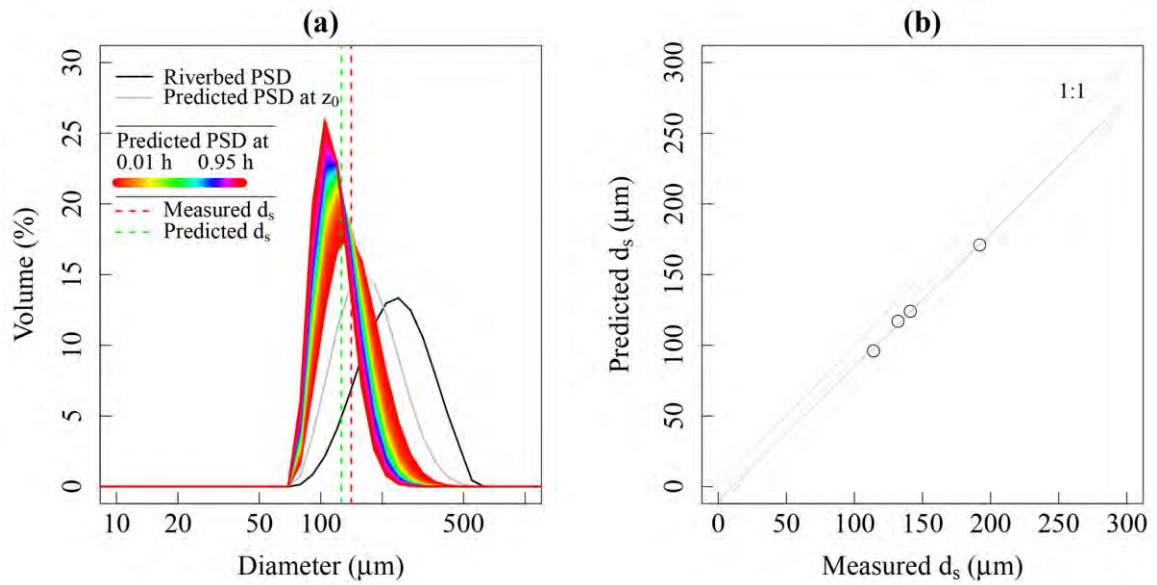 (a)
30
25
20
15
10
5
0
Volume (%)
Riverbed PSD
Predicted PSD at z₀
Predicted PSD at
0.01 h 0.95 h
Measured dₛ
Predicted dₛ
10 20 50 100 500
Diameter (μm)
(b)
300
250
200
150
100
50
0
Predicted dₛ (μm)
1:1
0 50 100 150 200 250 300
Measured dₛ (μm)